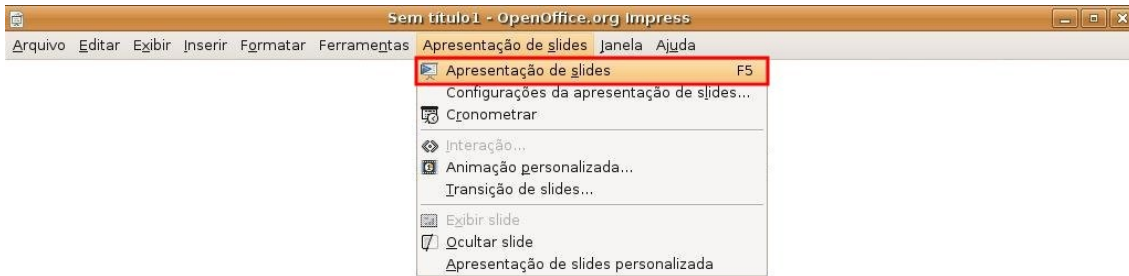 Sem título1 - OpenOffice.org Impress
Arquivo Editar Exibir Inserir Formatar Ferramentas Apresentação de slides Janela Ajuda
Apresentação de slides F5
Configurações da apresentação de slides...
Cronometrar
Interação...
Animação personalizada...
Transição de slides...
Exibir slide
Ocultar slide
Apresentação de slides personalizada